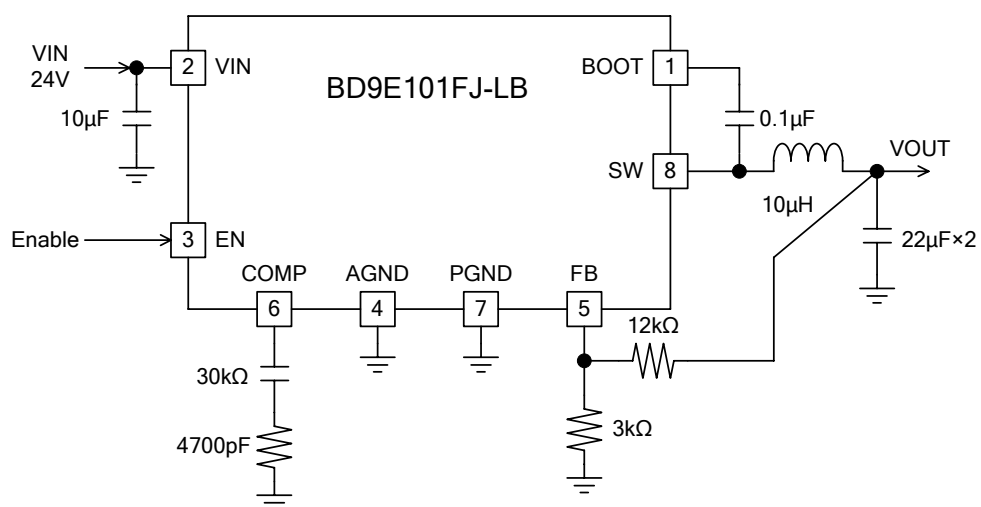 VIN
24V
2
VIN
BD9E101FJ-LB
BOOT
1
10µF
0.1µF
SW
8
VOUT
10µH
Enable
3
EN
22µF×2
COMP
AGND
PGND
FB
6
4
7
5
12kΩ
30kΩ
3kΩ
4700pF